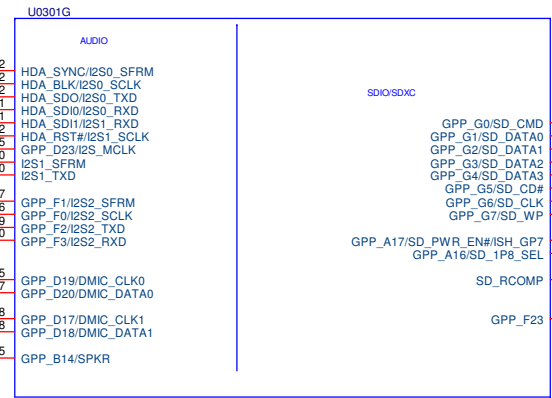 U0301G
AUDIO
HDA_SYNC/I2S0_SFRM
HDA_BLK/I2S0_SCLK
HDA_SDO/I2S0_TXD
HDA_SDI0/I2S0_RXD
HDA_SDI1/I2S1_RXD
HDA_RST#/I2S1_SCLK
GPP_D23/I2S_MCLK
I2S1_SFRM
I2S1_TXD
GPP_F1/I2S2_SFRM
GPP_F0/I2S2_SCLK
GPP_F2/I2S2_TXD
GPP_F3/I2S2_RXD
GPP_D19/DMIC_CLK0
GPP_D20/DMIC_DATA0
GPP_D17/DMIC_CLK1
GPP_D18/DMIC_DATA1
GPP_B14/SPKR
SDIO/SDXC
GPP_G0/SD_CMD
GPP_G1/SD_DATA0
GPP_G2/SD_DATA1
GPP_G3/SD_DATA2
GPP_G4/SD_DATA3
GPP_G5/SD_CD#
GPP_G6/SD_CLK
GPP_G7/SD_WP
GPP_A17/SD_PWR_EN#/ISH_GP7
GPP_A16/SD_1P8_SEL
SD_RCOMP
GPP_F23